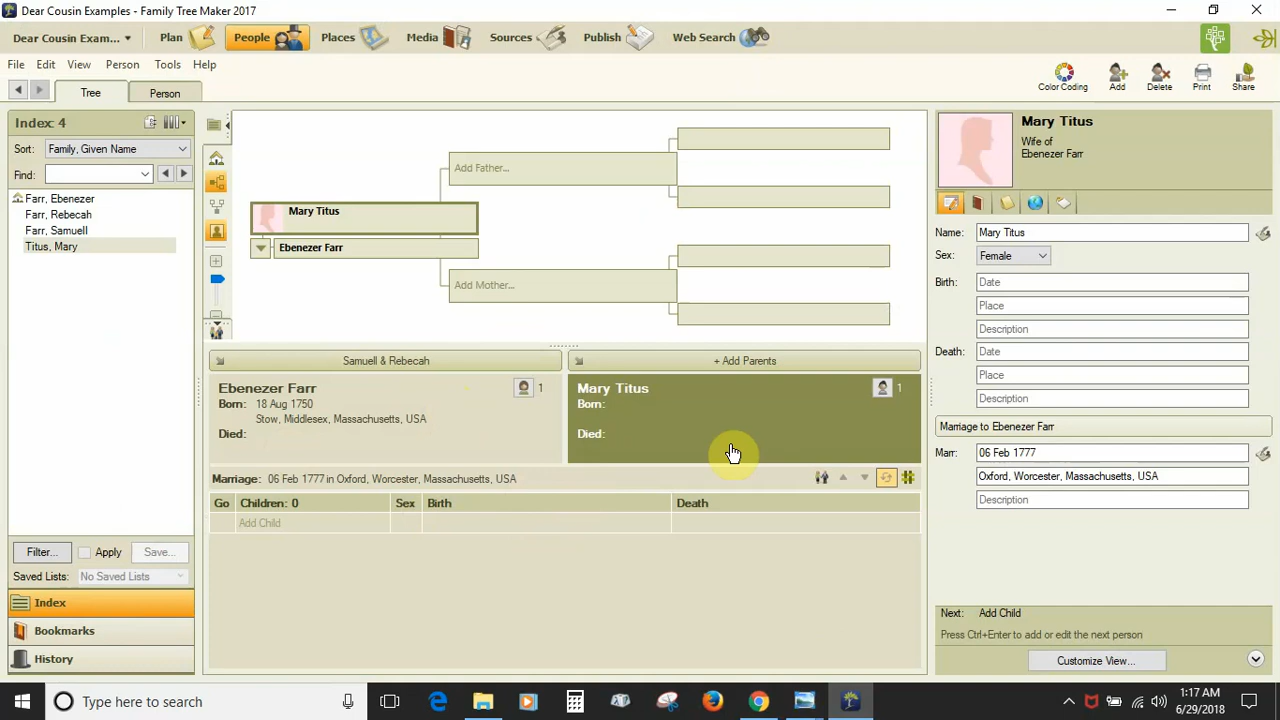 Dear Cousin Examples - Family Tree Maker 2017
Dear Cousin Exam... Plan People Places Media Sources Publish Web Search
File Edit View Person Tools Help
Tree Person
Color Coding Add Delete Print Share
Index: 4
Sort: Family, Given Name
Find:
Farr, Ebenezer
Farr, Rebecah
Farr, Samuell
Titus, Mary
Filter... Apply Save...
Saved Lists: No Saved Lists
Index
Bookmarks
History
Add Father...
Mary Titus
Ebenezer Farr
Add Mother...
Samuell & Rebecah
+ Add Parents
Ebenezer Farr 1
Born: 18 Aug 1750
Stow, Middlesex, Massachusetts, USA
Died:
Mary Titus 1
Born:
Died:
Marriage: 06 Feb 1777 in Oxford, Worcester, Massachusetts, USA
Go Children: 0 Sex Birth Death
Add Child
Mary Titus
Wife of
Ebenezer Farr
Name: Mary Titus
Sex: Female
Birth: Date
Place
Description
Death: Date
Place
Description
Marriage to Ebenezer Farr
Marr: 06 Feb 1777
Oxford, Worcester, Massachusetts, USA
Description
Next: Add Child
Press Ctrl+Enter to add or edit the next person
Customize View...
Type here to search
1:17 AM
6/29/2018